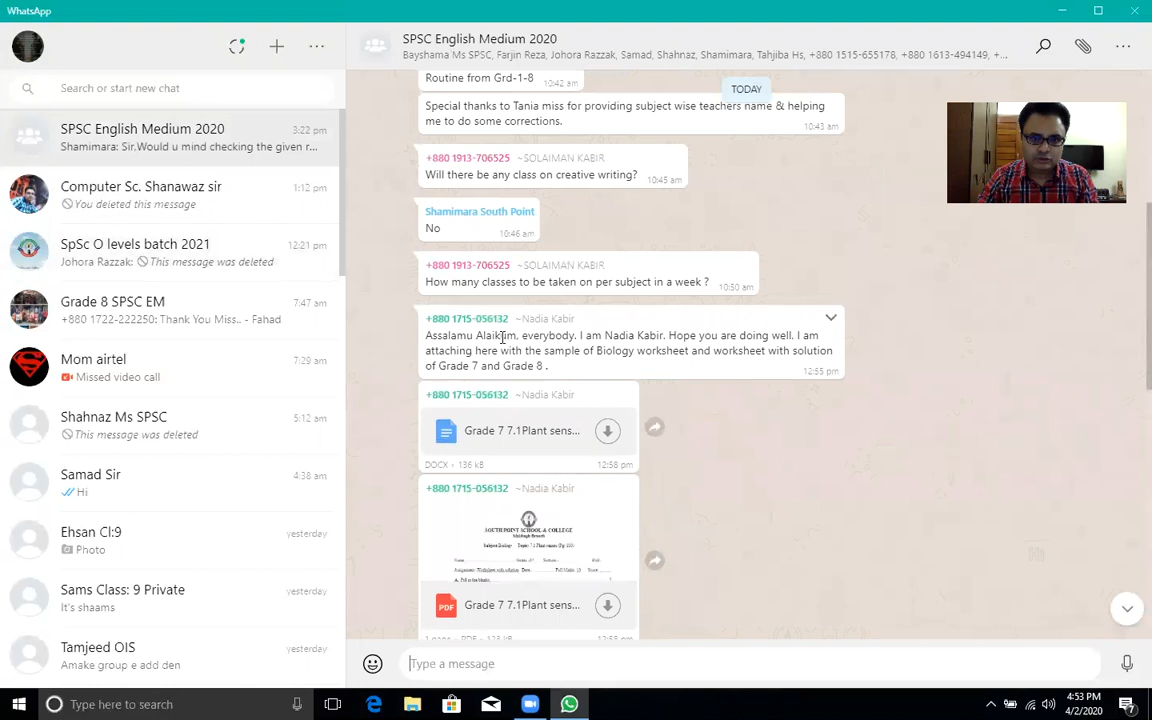 WhatsApp
Search or start new chat
SPSC English Medium 2020
3:22 pm
Shamimara: Sir,Would u mind checking the given r...
Computer Sc. Shanawaz sir
1:12 pm
You deleted this message
SpSc O levels batch 2021
12:21 pm
Johora Razzak: This message was deleted
Grade 8 SPSC EM
7:47 am
+880 1722-222250: Thank You Miss.. - Fahad
Mom airtel
7:29 am
Missed video call
Shahnaz Ms SPSC
5:12 am
This message was deleted
Samad Sir
4:38 am
Hi
Ehsan Cl:9
yesterday
Photo
Sams Class: 9 Private
yesterday
It's shaams
Tamjeed OIS
yesterday
Amake group e add den
SPSC English Medium 2020
Bayshama Ms SPSC, Farjin Reza, Johora Razzak, Samad, Shahnaz, Shamimara, Tahjiba Hs, +880 1515-655178, +880 1613-494149, +...
Routine from Grd-1-8
10:42 am
TODAY
Special thanks to Tania miss for providing subject wise teachers name & helping
me to do some corrections.
10:43 am
+880 1913-706525 ~SOLAIMAN KABIR
Will there be any class on creative writing?
10:45 am
Shamimara South Point
No
10:46 am
+880 1913-706525 ~SOLAIMAN KABIR
How many classes to be taken on per subject in a week ?
10:50 am
+880 1715-056132 ~Nadia Kabir
Assalamu Alaikum, everybody. I am Nadia Kabir. Hope you are doing well. I am
attaching here with the sample of Biology worksheet and worksheet with solution
of Grade 7 and Grade 8 .
12:55 pm
+880 1715-056132 ~Nadia Kabir
Grade 7 7.1Plant sens...
DOCX • 136 kB
12:58 pm
+880 1715-056132 ~Nadia Kabir
SOUTH POINT SCHOOL & COLLEGE
Malibagh Branch
PDF
Grade 7 7.1Plant sens...
12:58 pm
Type a message
Type here to search
4:53 PM
4/2/2020
7